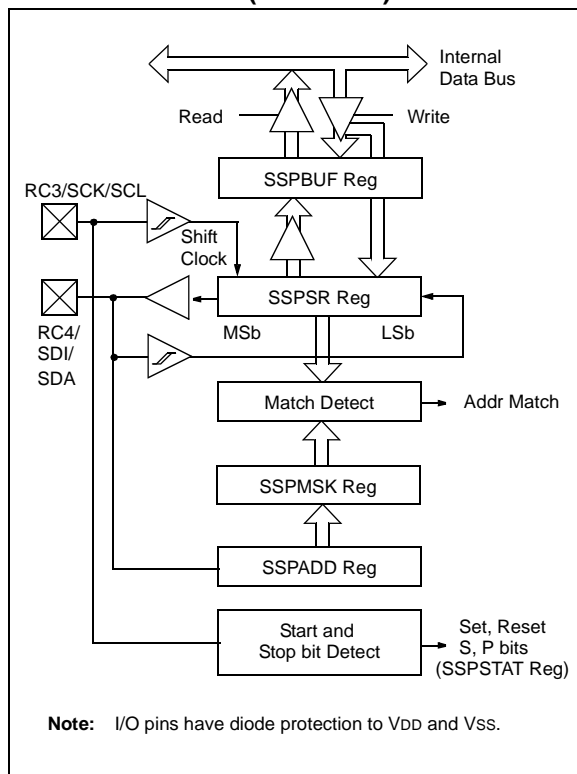 Internal
Data Bus
Read
Write
SSPBUF Reg
RC3/SCK/SCL
Shift
Clock
SSPSR Reg
MSb
LSb
RC4/
SDI/
SDA
Match Detect
Addr Match
SSPMSK Reg
SSPADD Reg
Start and
Stop bit Detect
Set, Reset
S, P bits
(SSPSTAT Reg)
Note: I/O pins have diode protection to VDD and VSS.